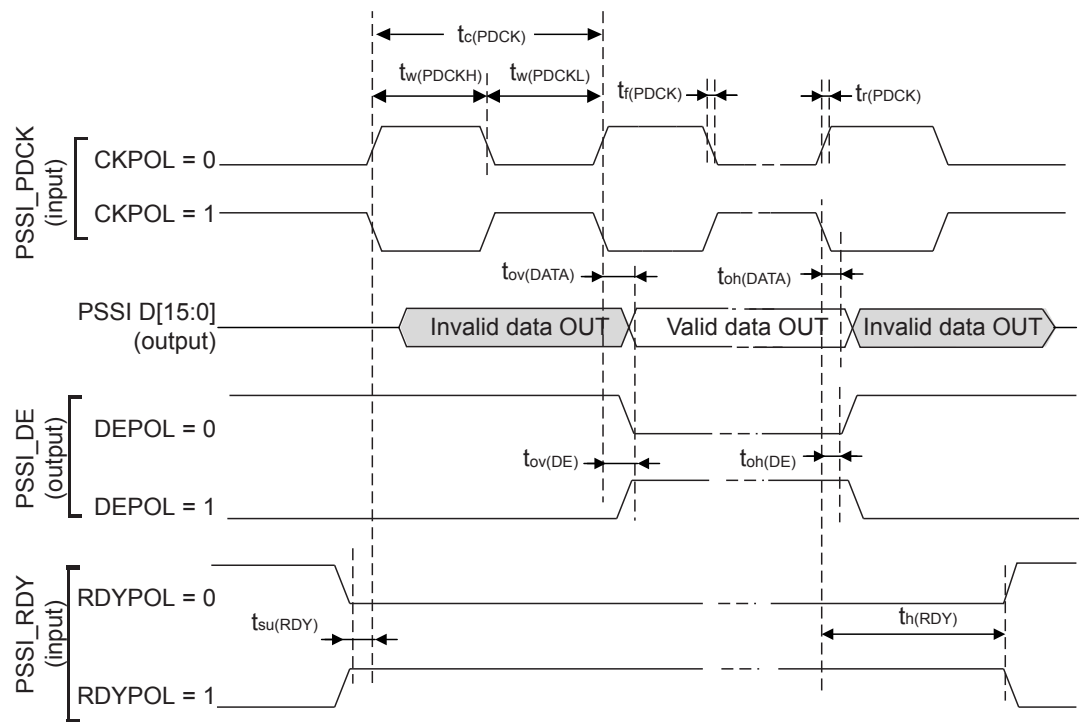 tc(PDCK)
tw(PDCKH)
tw(PDCKL)
tf(PDCK)
tr(PDCK)
PSSI_PDCK
(input)
CKPOL = 0
CKPOL = 1
tov(DATA)
toh(DATA)
PSSI D[15:0]
(output)
Invalid data OUT
Valid data OUT
Invalid data OUT
PSSI_DE
(output)
DEPOL = 0
tov(DE)
toh(DE)
DEPOL = 1
PSSI_RDY
(input)
RDYPOL = 0
tsu(RDY)
th(RDY)
RDYPOL = 1